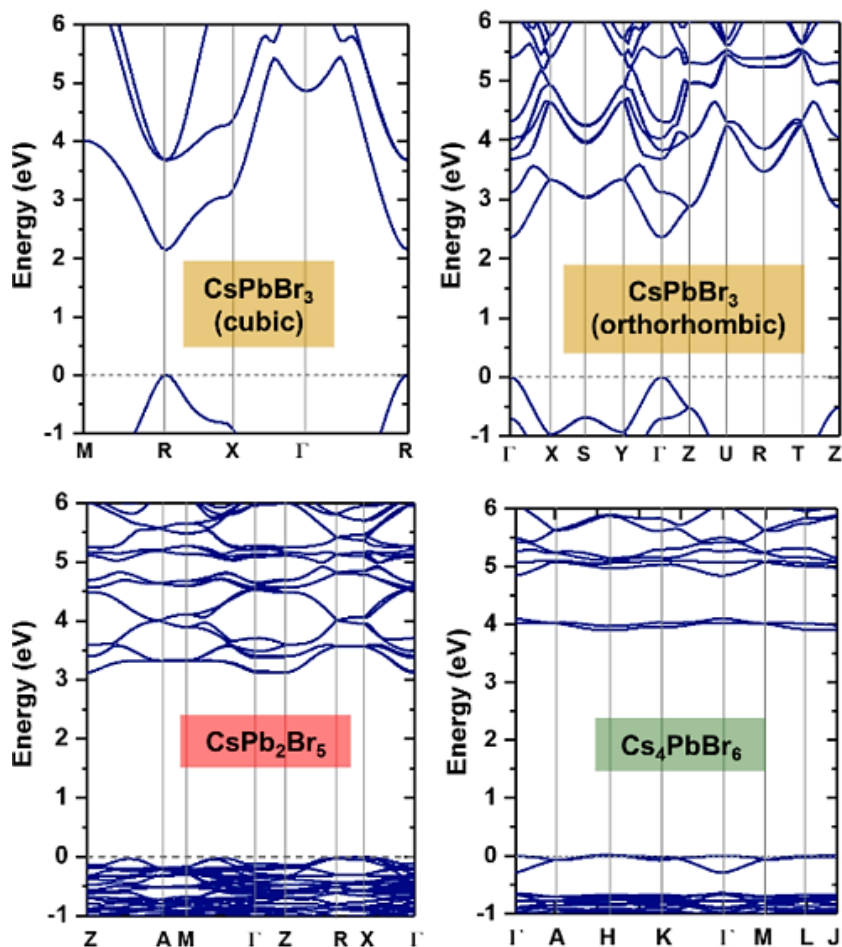 6
5
4
3
2
1
0
-1
Energy (eV)
CsPbBr₃
(cubic)
M R X Γ R
6
5
4
3
2
1
0
-1
Energy (eV)
CsPbBr₃
(orthorhombic)
Γ X S Y Γ Z U R T Z
6
5
4
3
2
1
0
-1
Energy (eV)
CsPb₂Br₅
Z A M Γ Z R X Γ
6
5
4
3
2
1
0
-1
Energy (eV)
Cs₄PbBr₆
Γ A H K Γ M L J